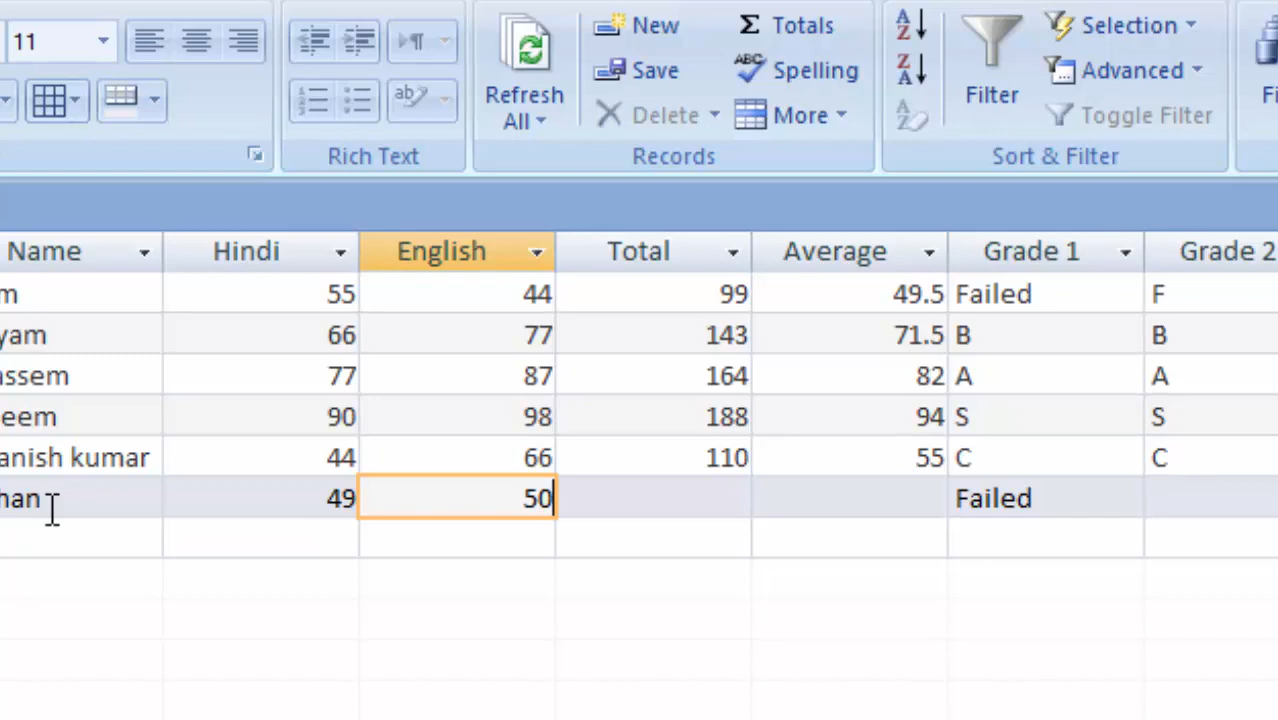 11 New Σ Totals Selection
Save Spelling Advanced
Refresh All Delete More Filter Toggle Filter
Rich Text Records Sort & Filter
Name Hindi English Total Average Grade 1 Grade 2
55 44 99 49.5 Failed F
yam 66 77 143 71.5 B B
assem 77 87 164 82 A A
eem 90 98 188 94 S S
anish kumar 44 66 110 55 C C
han 49 50 Failed